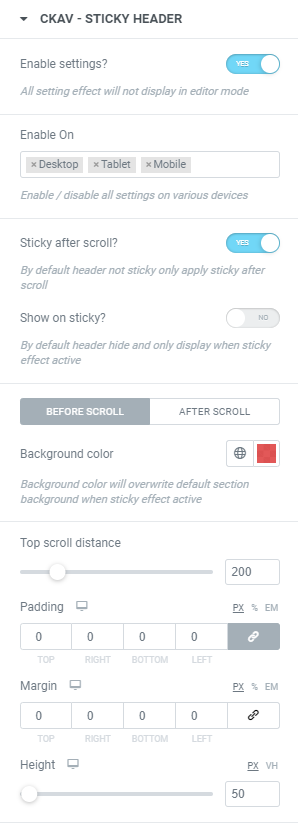 CKAV - STICKY HEADER
Enable settings? YES
All setting effect will not display in editor mode
Enable On
× Desktop × Tablet × Mobile
Enable / disable all settings on various devices
Sticky after scroll? YES
By default header not sticky only apply sticky after
scroll
Show on sticky? NO
By default header hide and only display when sticky
effect active
BEFORE SCROLL AFTER SCROLL
Background color
Background color will overwrite default section
background when sticky effect active
Top scroll distance
200
Padding PX % EM
0 0 0 0
TOP RIGHT BOTTOM LEFT
Margin PX % EM
0 0 0 0
TOP RIGHT BOTTOM LEFT
Height PX VH
50